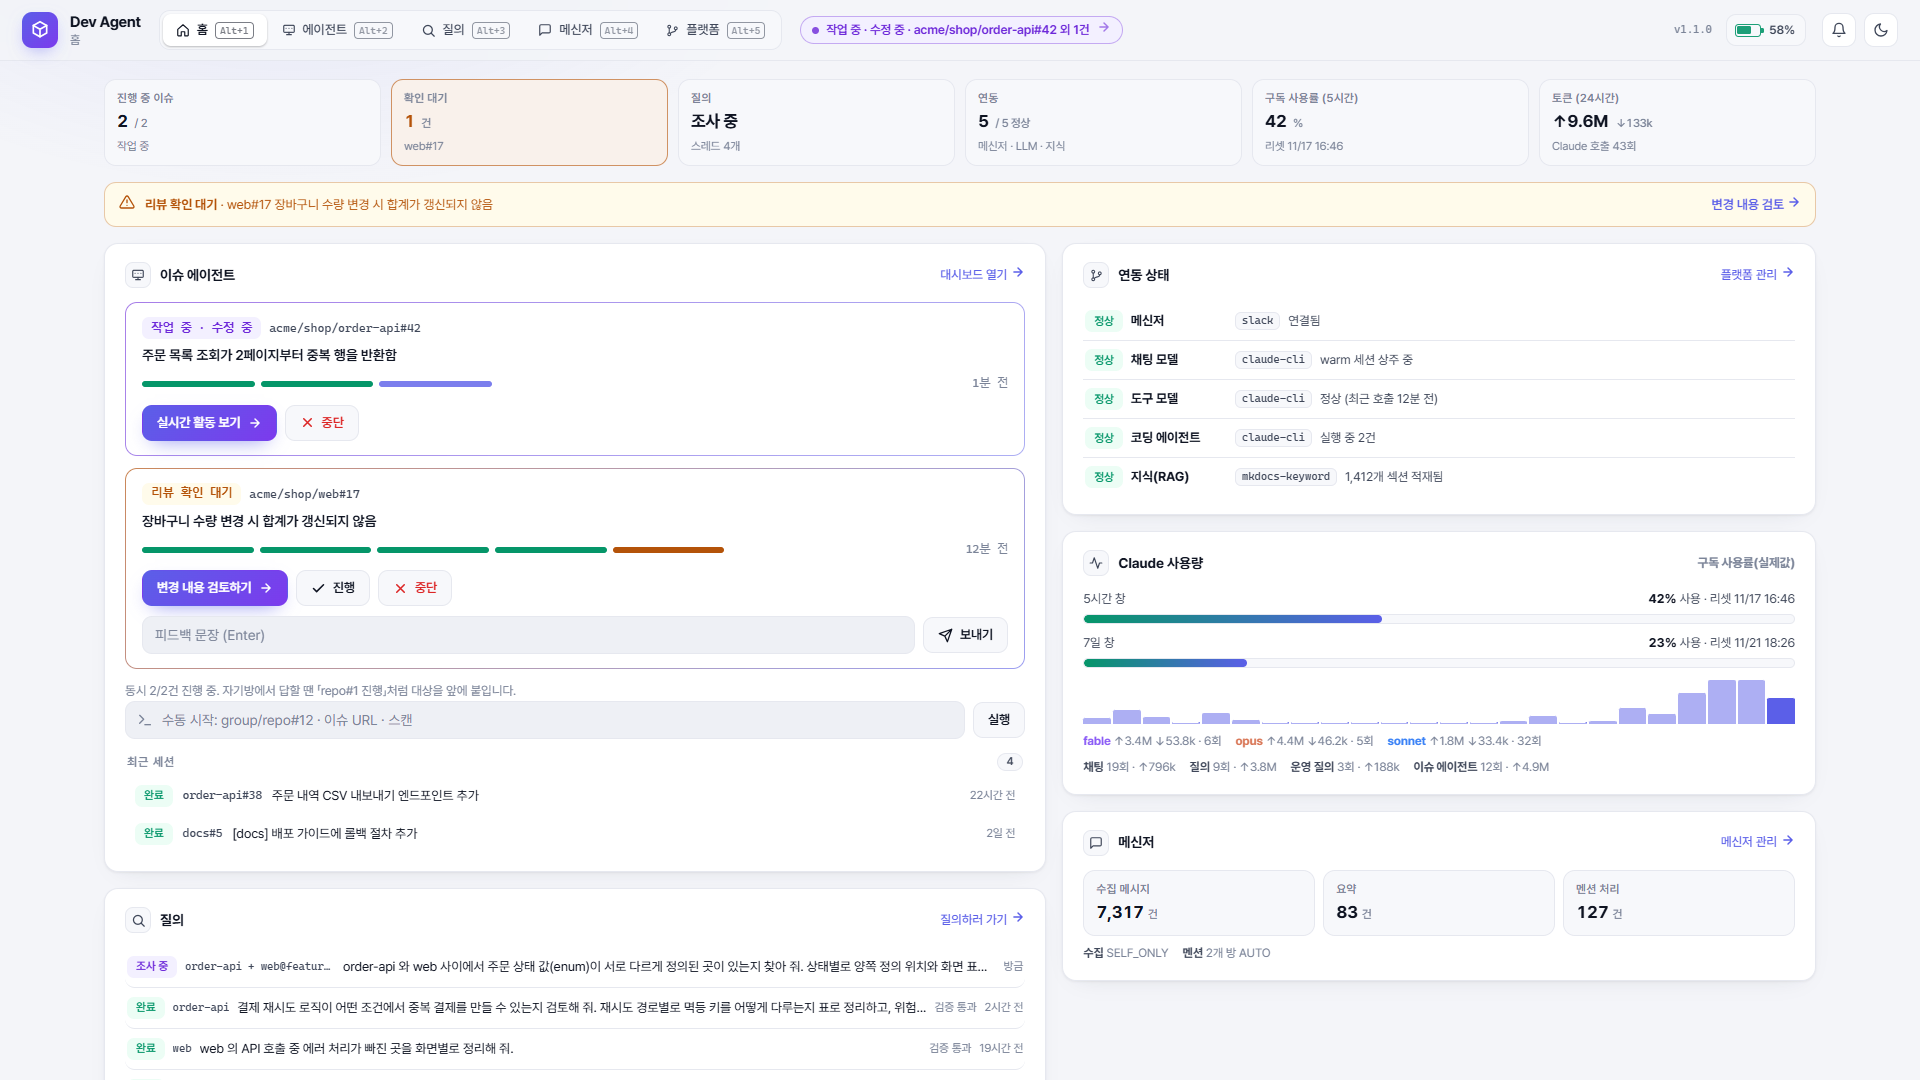 Dev Agent
홈
홈 Alt+1
에이전트 Alt+2
질의 Alt+3
메신저 Alt+4
플랫폼 Alt+5
작업 중 · 수정 중 · acme/shop/order-api#42 외 1건
v1.1.0
58%
진행 중 이슈
2 / 2
작업 중
확인 대기
1 건
web#17
질의
조사 중
스레드 4개
연동
5 / 5 정상
메신저 · LLM · 지식
구독 사용률 (5시간)
42 %
리셋 11/17 16:46
토큰 (24시간)
↑9.6M ↓133k
Claude 호출 43회
리뷰 확인 대기 · web#17 장바구니 수량 변경 시 합계가 갱신되지 않음
변경 내용 검토 →
이슈 에이전트
대시보드 열기 →
작업 중 · 수정 중 acme/shop/order-api#42
주문 목록 조회가 2페이지부터 중복 행을 반환함
1분 전
실시간 활동 보기 →
중단
리뷰 확인 대기 acme/shop/web#17
장바구니 수량 변경 시 합계가 갱신되지 않음
12분 전
변경 내용 검토하기 →
진행
중단
피드백 문장 (Enter)
보내기
동시 2/2건 진행 중. 자기방에서 답할 땐 「repo#1 진행」처럼 대상을 앞에 붙입니다.
수동 시작: group/repo#12 · 이슈 URL · 스캔
실행
최근 세션
4
완료 order-api#38 주문 내역 CSV 내보내기 엔드포인트 추가 22시간 전
완료 docs#5 [docs] 배포 가이드에 롤백 절차 추가 2일 전
질의
질의하러 가기 →
조사 중 order-api + web@featur… order-api 와 web 사이에서 주문 상태 값(enum)이 서로 다르게 정의된 곳이 있는지 찾아 줘. 상태별로 양쪽 정의 위치와 화면 표… 방금
완료 order-api 결제 재시도 로직이 어떤 조건에서 중복 결제를 만들 수 있는지 검토해 줘. 재시도 경로별로 멱등 키를 어떻게 다루는지 표로 정리하고, 위험… 검증 통과 2시간 전
완료 web web 의 API 호출 중 에러 처리가 빠진 곳을 화면별로 정리해 줘. 검증 통과 19시간 전
연동 상태
플랫폼 관리 →
정상 메신저 slack 연결됨
정상 채팅 모델 claude-cli warm 세션 상주 중
정상 도구 모델 claude-cli 정상 (최근 호출 12분 전)
정상 코딩 에이전트 claude-cli 실행 중 2건
정상 지식(RAG) mkdocs-keyword 1,412개 섹션 적재됨
Claude 사용량
구독 사용률(실제값)
5시간 창
42% 사용 · 리셋 11/17 16:46
7일 창
23% 사용 · 리셋 11/21 18:26
fable ↑3.4M ↓53.8k · 6회 opus ↑4.4M ↓46.2k · 5회 sonnet ↑1.8M ↓33.4k · 32회
채팅 19회 · ↑796k 질의 9회 · ↑3.8M 운영 질의 3회 · ↑188k 이슈 에이전트 12회 · ↑4.9M
메신저
메신저 관리 →
수집 메시지
7,317 건
요약
83 건
멘션 처리
127 건
수집 SELF_ONLY 멘션 2개 방 AUTO